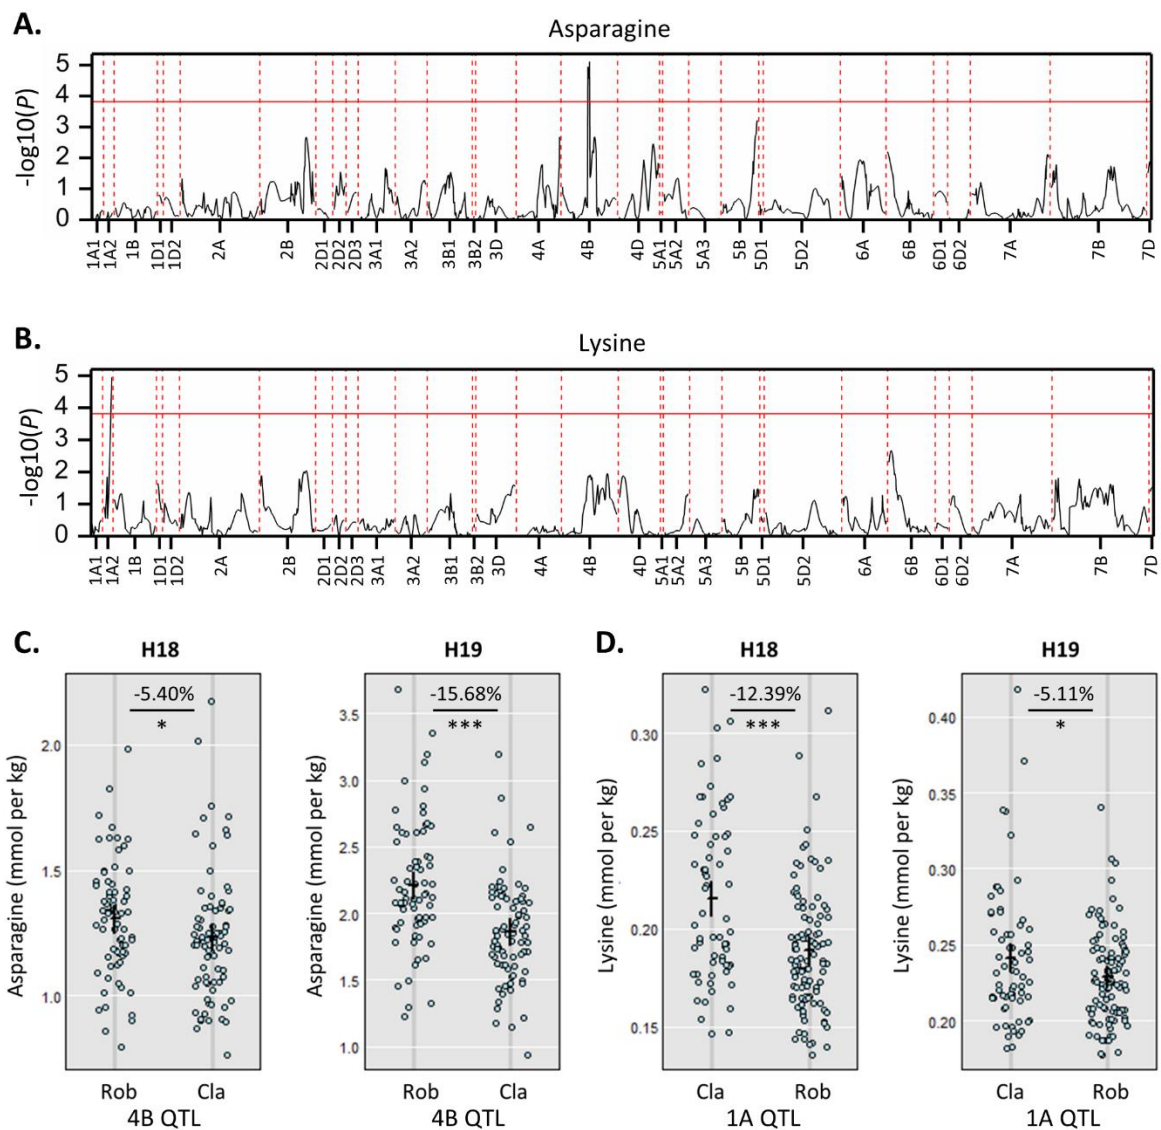 A.
Asparagine
-log10(P)
5
4
3
2
1
0
1A1 1A2 1B 1D1 1D2 2A 2B 2D1 2D2 2D3 3A1 3A2 3B1 3B2 3D 4A 4B 4D 5A1 5A2 5A3 5B 5D1 5D2 6A 6B 6D1 6D2 7A 7B 7D
B.
Lysine
-log10(P)
5
4
3
2
1
0
1A1 1A2 1B 1D1 1D2 2A 2B 2D1 2D2 2D3 3A1 3A2 3B1 3B2 3D 4A 4B 4D 5A1 5A2 5A3 5B 5D1 5D2 6A 6B 6D1 6D2 7A 7B 7D
C.
H18
Asparagine (mmol per kg)
2.0
1.5
1.0
-5.40%
*
Rob Cla
4B QTL
H19
Asparagine (mmol per kg)
3.5
3.0
2.5
2.0
1.5
1.0
-15.68%
***
Rob Cla
4B QTL
D.
H18
Lysine (mmol per kg)
0.30
0.25
0.20
0.15
-12.39%
***
Cla Rob
1A QTL
H19
Lysine (mmol per kg)
0.40
0.35
0.30
0.25
0.20
-5.11%
*
Cla Rob
1A QTL